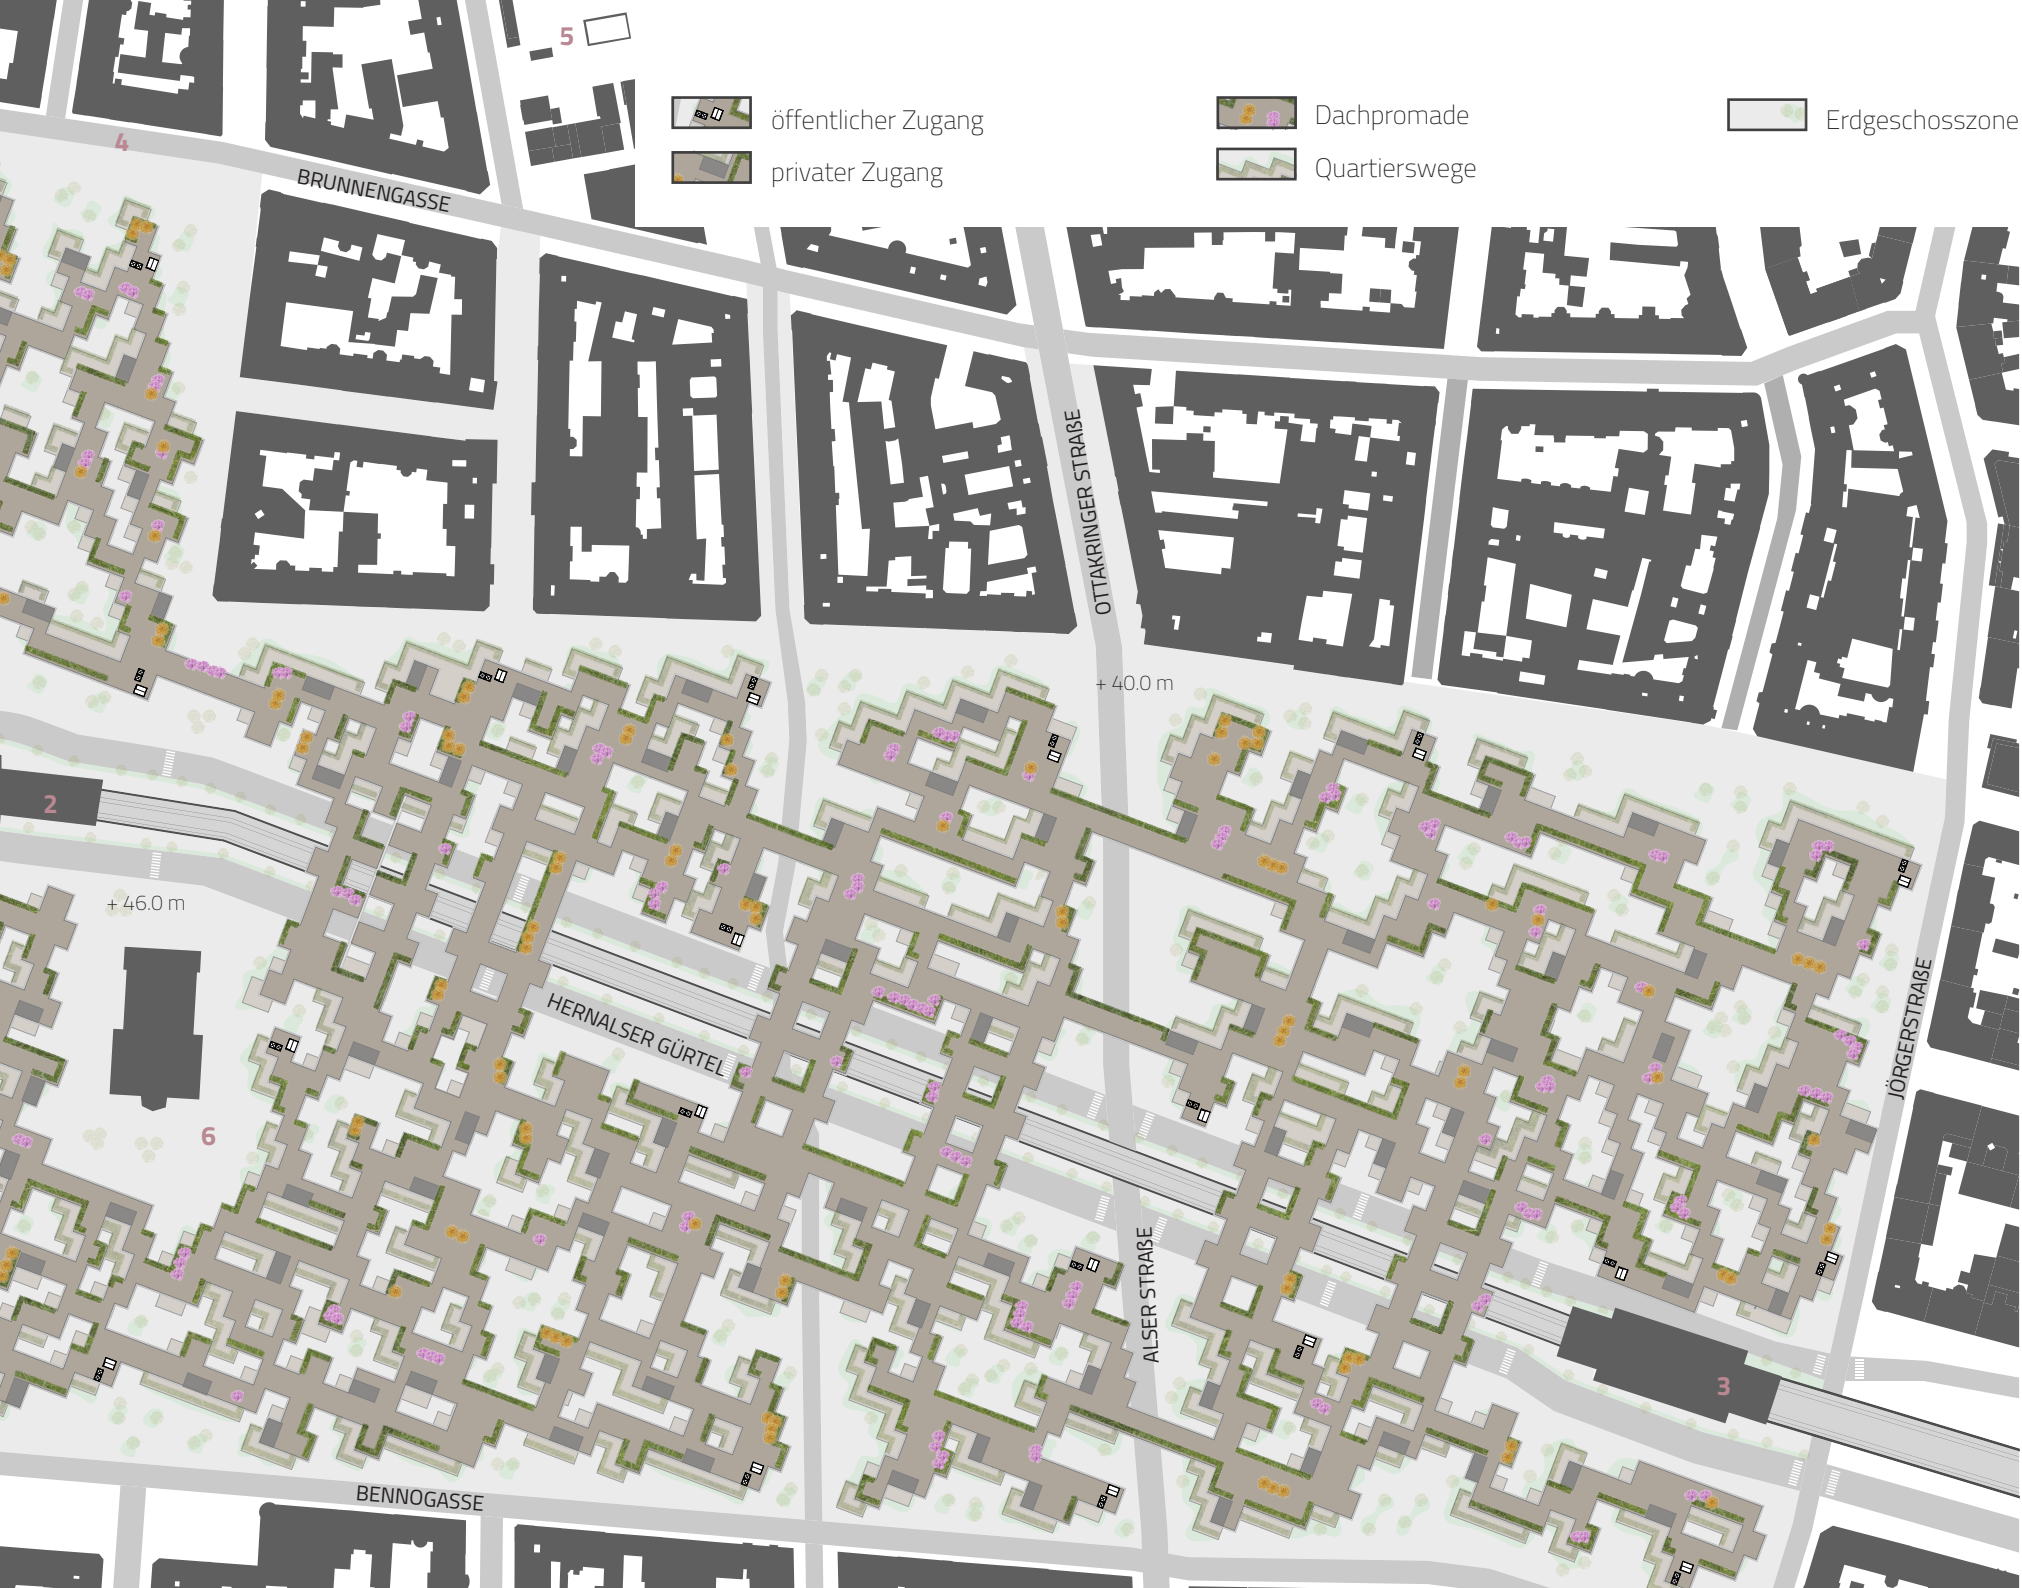 5
öffentlicher Zugang
Dachpromade
Erdgeschosszone
privater Zugang
Quartierswege
4
BRUNNENGASSE
OTTAKRINGER STRAßE
+ 40.0 m
2
+ 46.0 m
HERNALSER GÜRTEL
JÖRGERSTRAßE
6
ALSER STRAßE
3
BENNOGASSE